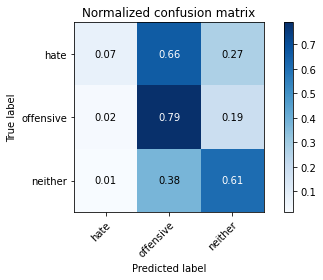 Normalized confusion matrix
True label
hate 0.07 0.66 0.27
offensive 0.02 0.79 0.19
neither 0.01 0.38 0.61
hate offensive neither
Predicted label
0.7
0.6
0.5
0.4
0.3
0.2
0.1